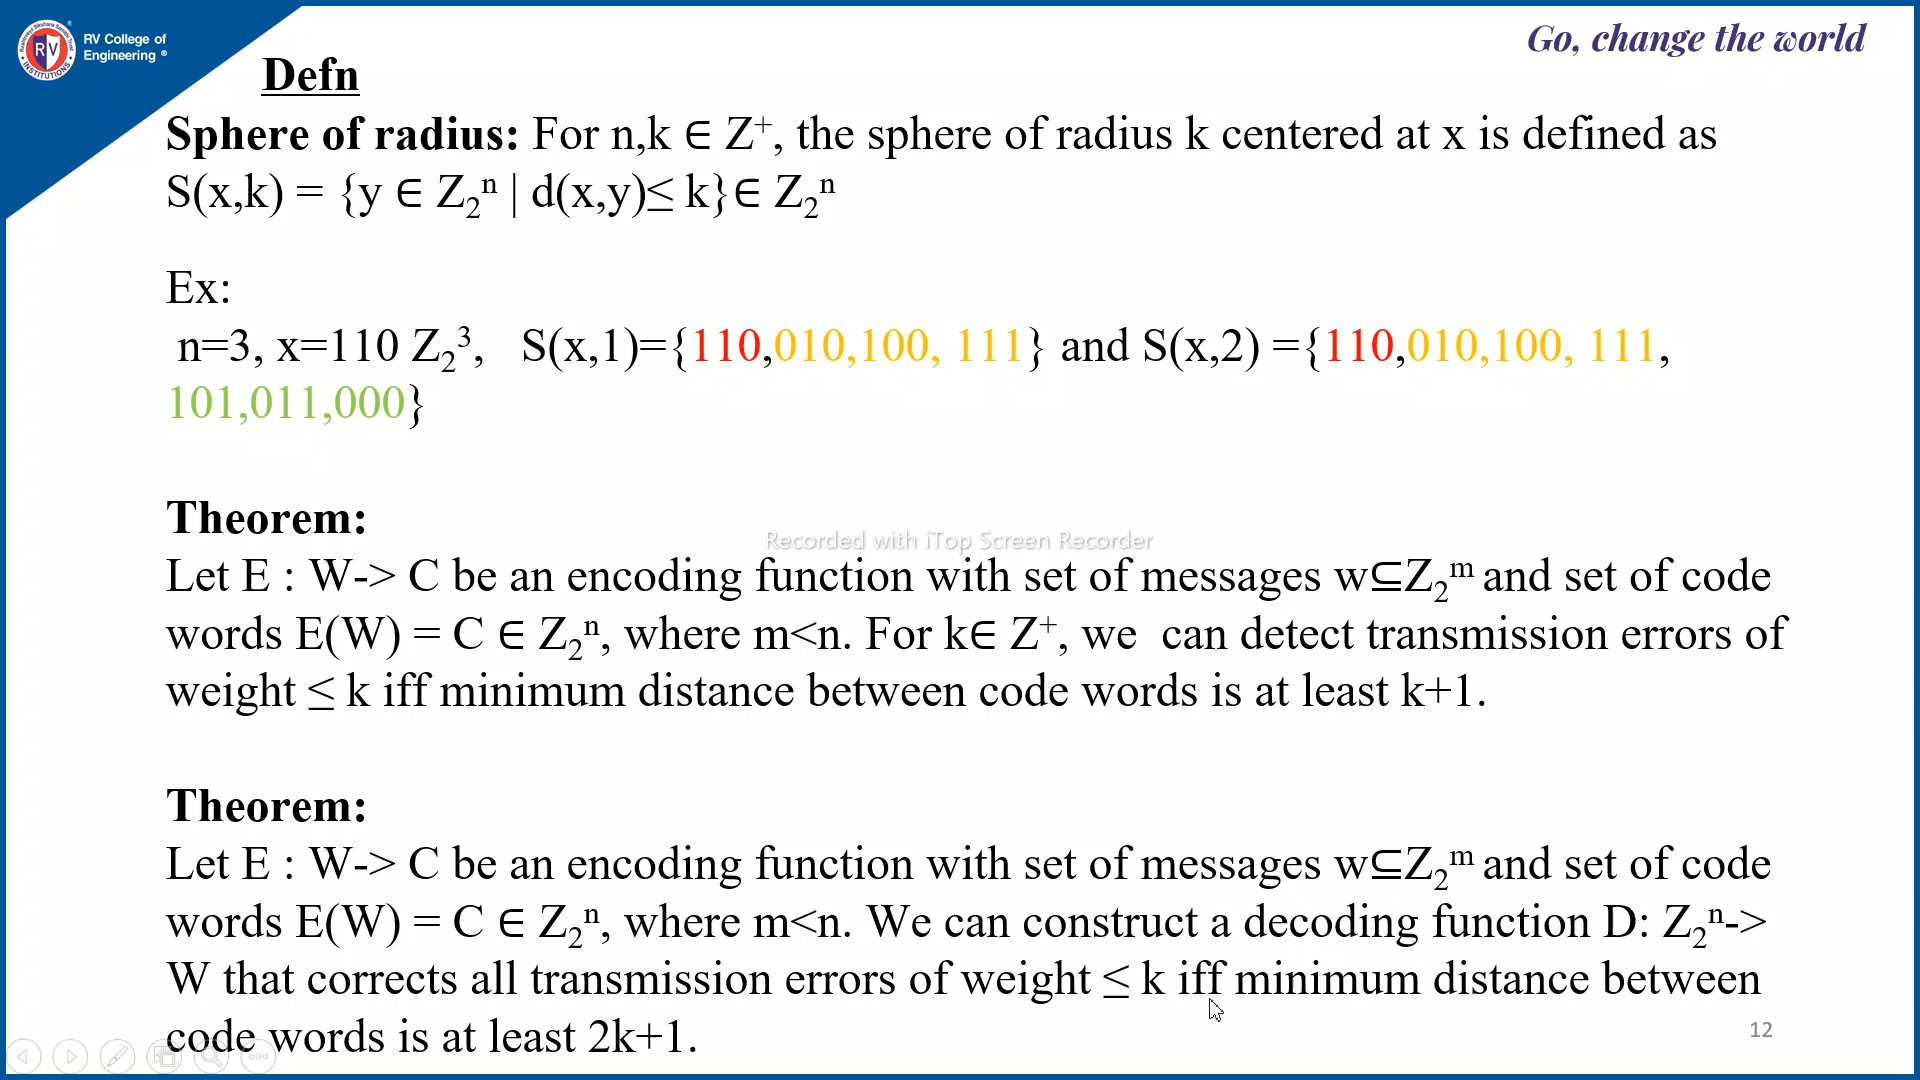 RV College of
Engineering ®
Go, change the world
Defn
Sphere of radius: For n,k ∈ Z⁺, the sphere of radius k centered at x is defined as
S(x,k) = {y ∈ Z₂ⁿ | d(x,y)≤ k}∈ Z₂ⁿ
Ex:
n=3, x=110 Z₂³, S(x,1)={110,010,100, 111} and S(x,2) ={110,010,100, 111,
101,011,000}
Theorem:
Recorded with iTop Screen Recorder
Let E : W-> C be an encoding function with set of messages w⊆Z₂ᵐ and set of code
words E(W) = C ∈ Z₂ⁿ, where m<n. For k∈ Z⁺, we can detect transmission errors of
weight ≤ k iff minimum distance between code words is at least k+1.
Theorem:
Let E : W-> C be an encoding function with set of messages w⊆Z₂ᵐ and set of code
words E(W) = C ∈ Z₂ⁿ, where m<n. We can construct a decoding function D: Z₂ⁿ->
W that corrects all transmission errors of weight ≤ k iff minimum distance between
code words is at least 2k+1.
12